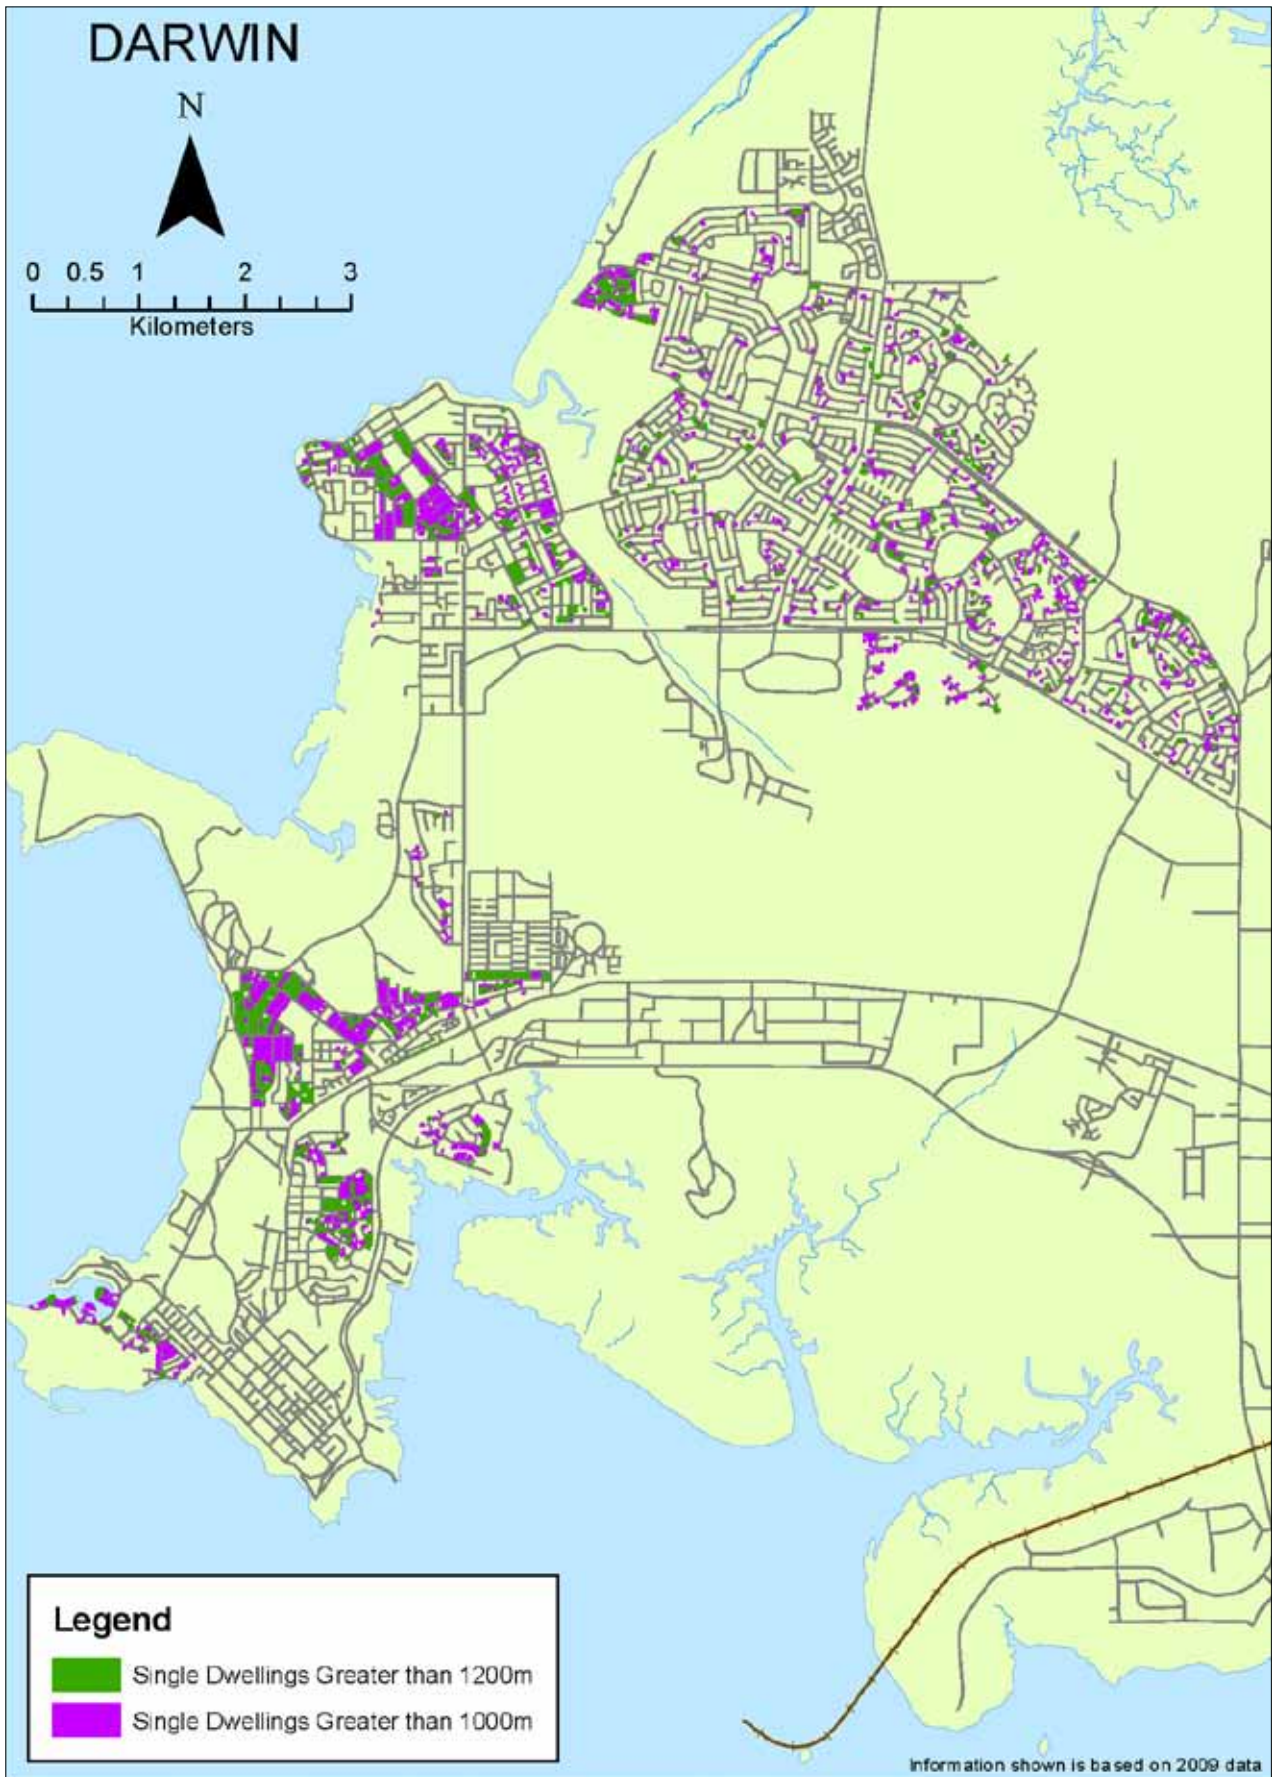 DARWIN
N
0 0.5 1 2 3
Kilometers
Legend
Single Dwellings Greater than 1200m
Single Dwellings Greater than 1000m
Information shown is based on 2009 data